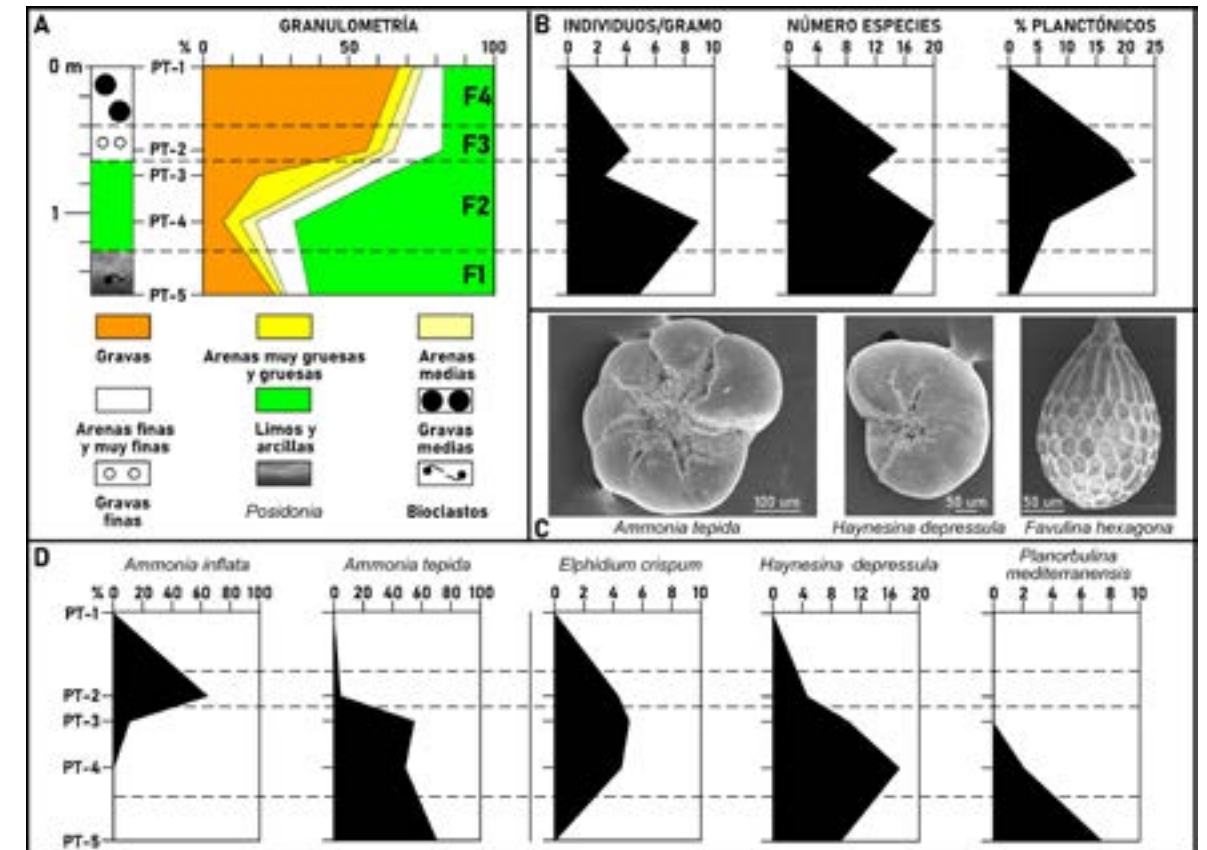 A
GRANULOMETRÍA
% 0 50 100
0 m
1
PT-1
PT-2
PT-3
PT-4
PT-5
F4
F3
F2
F1
Gravas
Arenas muy gruesas
y gruesas
Arenas
medias
Arenas finas
y muy finas
Limos y
arcillas
Gravas
medias
Gravas
finas
Posidonia
Bioclastos
B
INDIVIDUOS/GRAMO
0 2 4 6 8 10
NÚMERO ESPECIES
0 4 8 12 16 20
% PLANCTÓNICOS
0 5 10 15 20 25
100 um
50 um
50 um
C
Ammonia tepida
Haynesina depressula
Favulina hexagona
D
Ammonia inflata
% 0 20 40 60 80 100
Ammonia tepida
0 20 40 60 80 100
Elphidium crispum
0 2 4 6 8 10
Haynesina depressula
0 4 8 12 16 20
Planorbulina
mediterranensis
0 2 4 6 8 10
PT-1
PT-2
PT-3
PT-4
PT-5